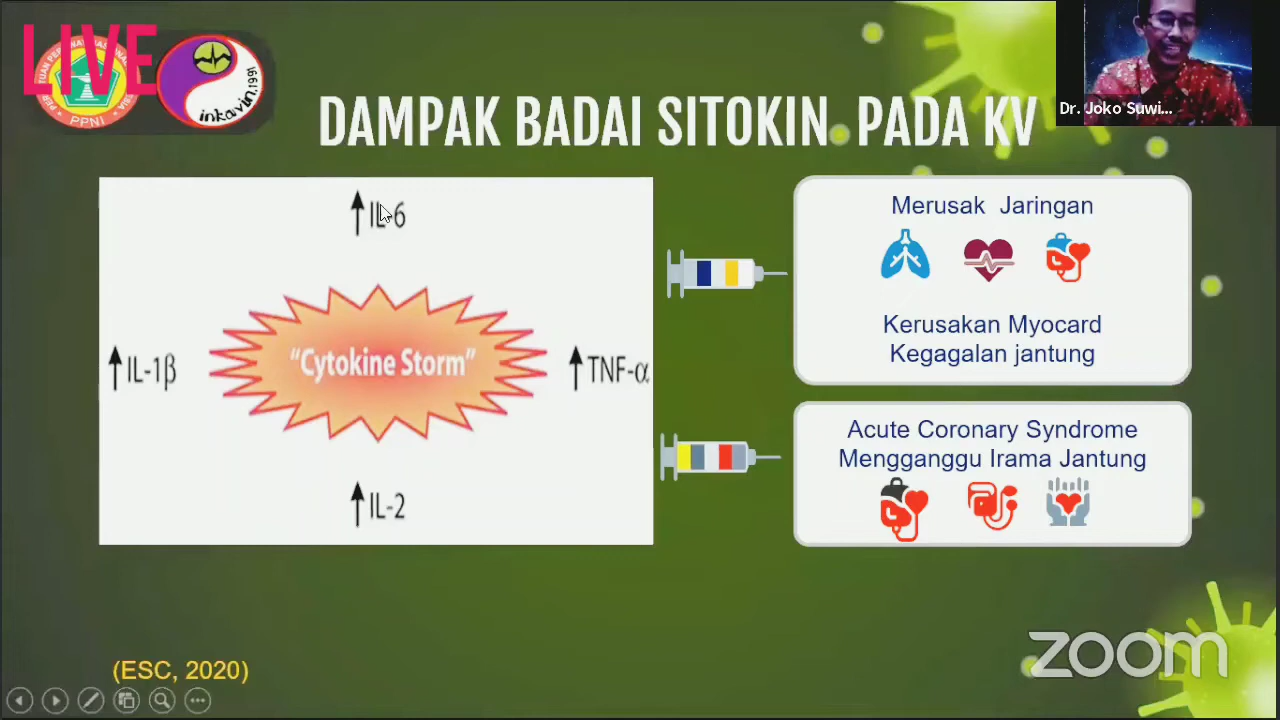 LIVE
PPNI
inkavin.1991
DAMPAK BADAI SITOKIN PADA KV
Dr. Joko Suwi...
↑ IL-6
↑ IL-1β
"Cytokine Storm"
↑ TNF-α
↑ IL-2
Merusak Jaringan
Kerusakan Myocard
Kegagalan jantung
Acute Coronary Syndrome
Mengganggu Irama Jantung
(ESC, 2020)
zoom